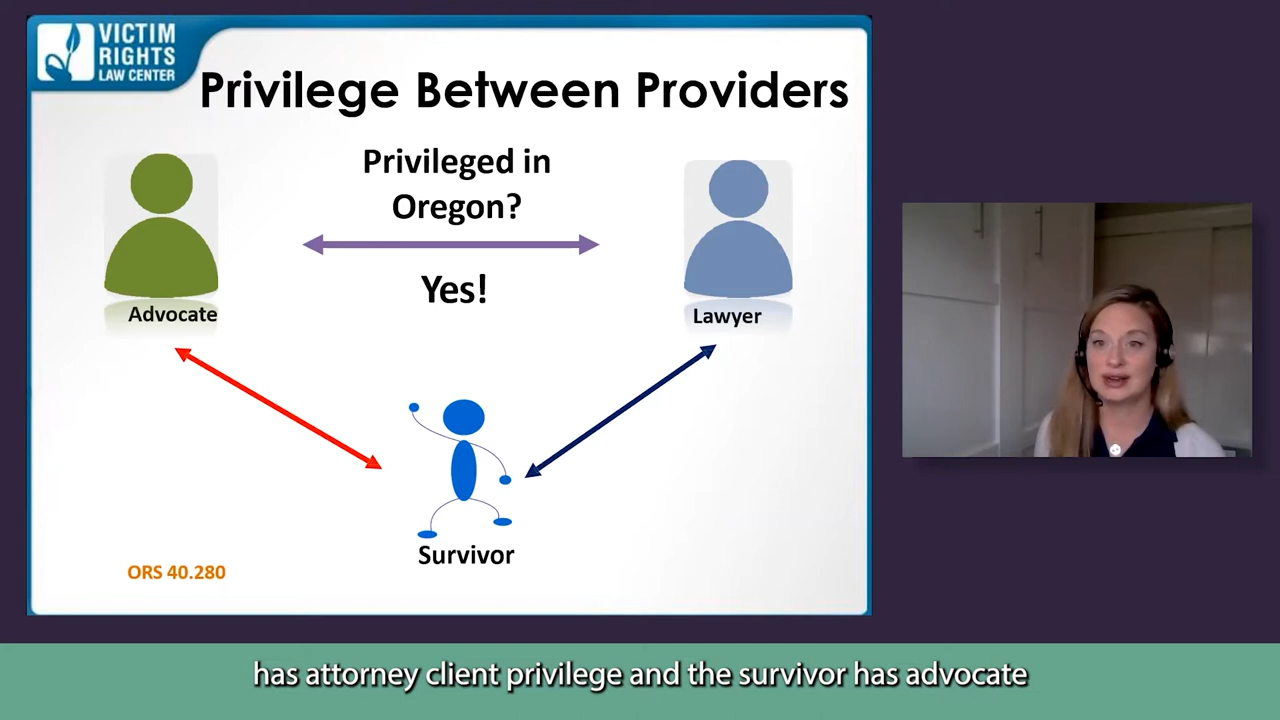 VICTIM
RIGHTS
LAW CENTER
Privilege Between Providers
Privileged in
Oregon?
Yes!
Advocate
Lawyer
Survivor
ORS 40.280
has attorney client privilege and the survivor has advocate